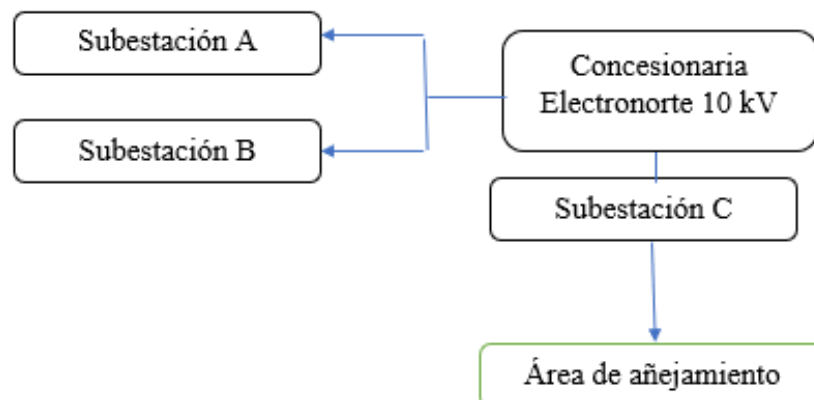 Subestación A
Concesionaria
Electronorte 10 kV
Subestación B
Subestación C
Área de añejamiento